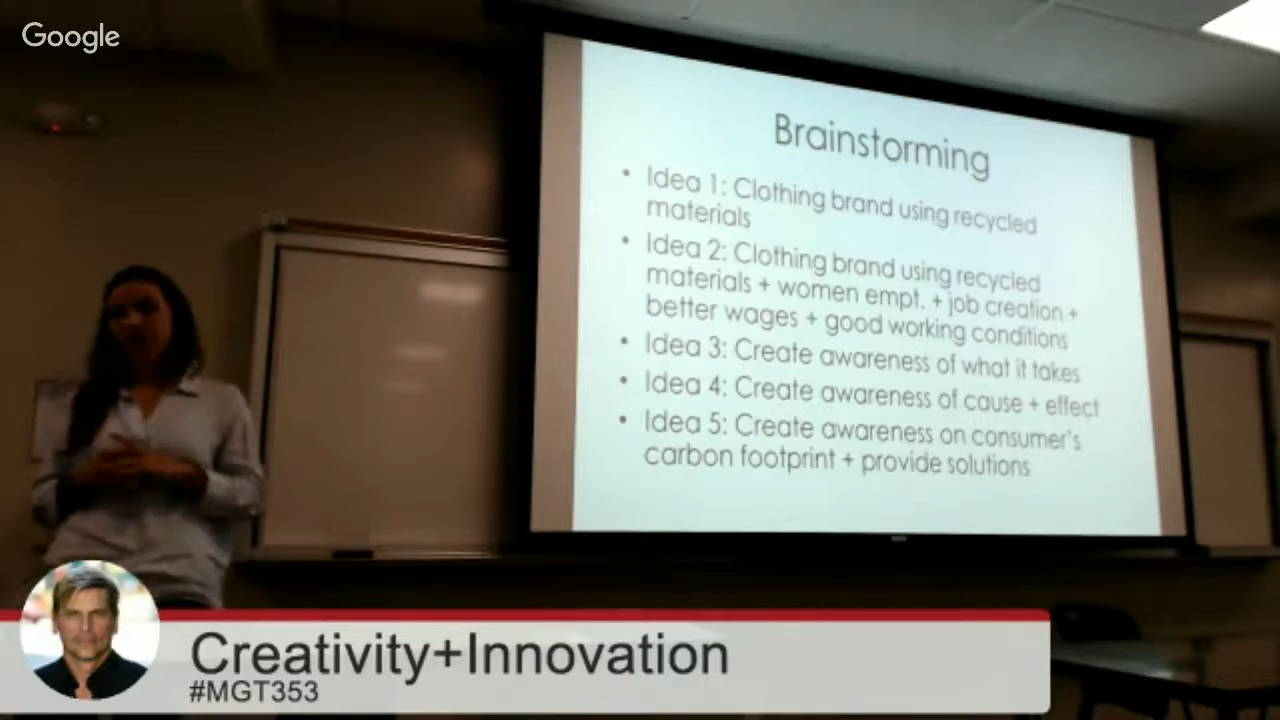 Google
Brainstorming
• Idea 1: Clothing brand using recycled
materials
• Idea 2: Clothing brand using recycled
materials + women empt. + job creation +
better wages + good working conditions
• Idea 3: Create awareness of what it takes
• Idea 4: Create awareness of cause + effect
• Idea 5: Create awareness on consumer's
carbon footprint + provide solutions
Creativity+Innovation
#MGT353